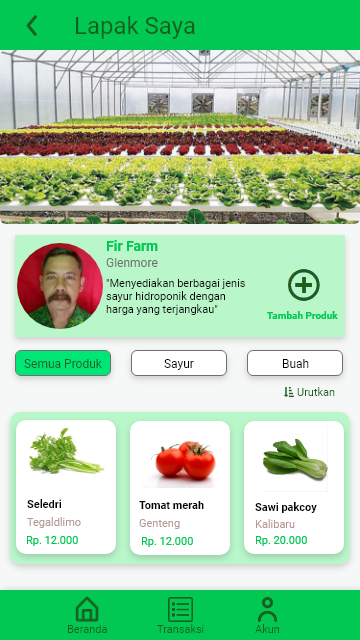 Lapak Saya
Fir Farm
Glenmore
"Menyediakan berbagai jenis
sayur hidroponik dengan
harga yang terjangkau"
Tambah Produk
Semua Produk
Sayur
Buah
Urutkan
Seledri
Tegaldlimo
Rp. 12.000
Tomat merah
Genteng
Rp. 12.000
Sawi pakcoy
Kalibaru
Rp. 20.000
Beranda
Transaksi
Akun